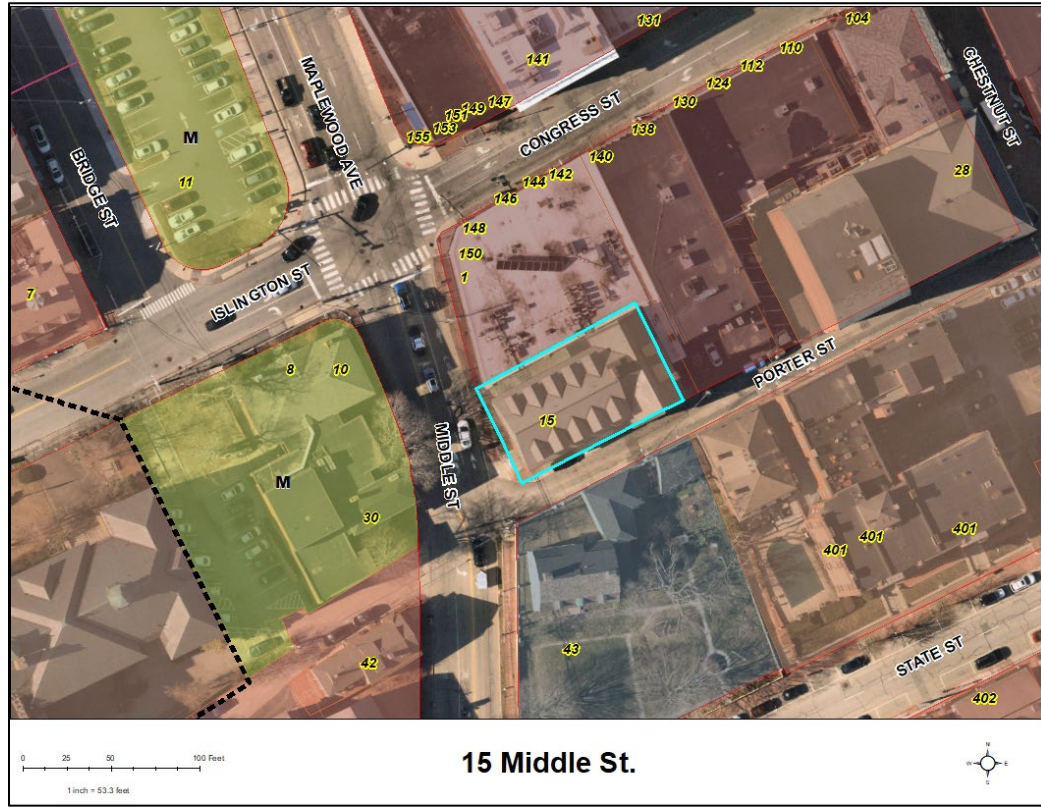 131
104
141
110
CHESTNUT ST
MAPLEWOOD AVE
112
124
147
149
151
153
155
CONGRESS ST
130
138
M
BRIDGE ST
11
140
142
144
146
28
148
150
1
7
ISLINGTON ST
PORTER ST
8
10
15
MIDDLE ST
M
30
401
401
401
43
42
STATE ST
402
0 25 50 100 Feet
1 inch = 53.3 feet
15 Middle St.
N
W E
S